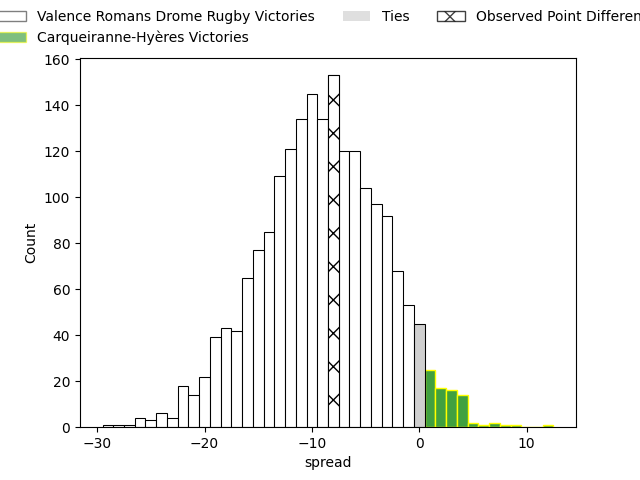 Valence Romans Drome Rugby Victories
Ties
Observed Point Differen
Carqueiranne-Hyères Victories
160
140
120
100
80
60
40
20
0
Count
−30
−20
−10
0
10
spread